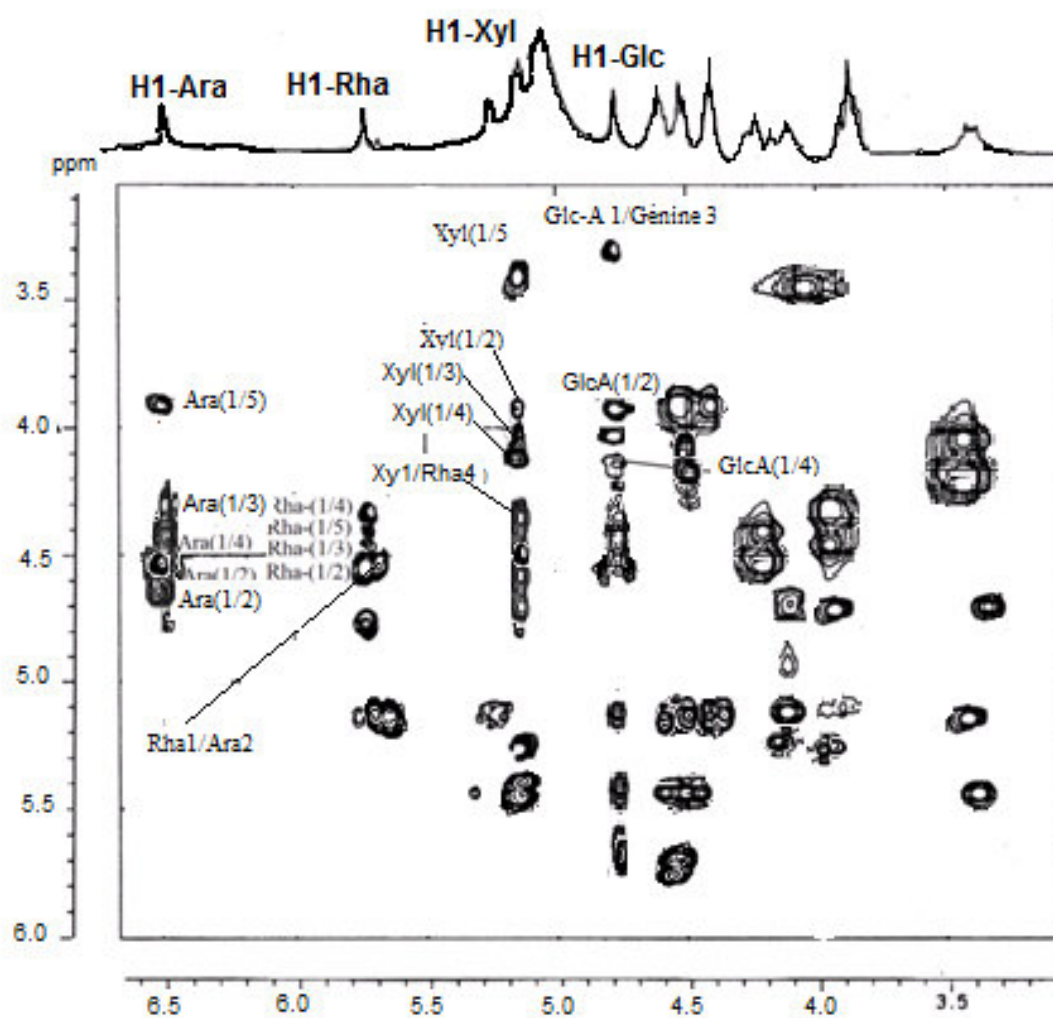 H1-Xyl
H1-Glc
H1-Ara
H1-Rha
ppm
Glc-A 1/Genine 3
Xyl(1/5
3.5
Xyl(1/2)
Xyl(1/3)
GlcA(1/2)
Ara(1/5)
4.0
Xyl(1/4)
Xy1/Rha4 )
GlcA(1/4)
Ara(1/3)
Rha-(1/4)
Rha-(1/5)
4.5
Ara(1/4)
Rha-(1/3)
Ara(1/2)
Rha-(1/2)
Ara(1/2)
5.0
Rha1/Ara2
5.5
6.0
6.5 6.0 5.5 5.0 4.5 4.0 3.5